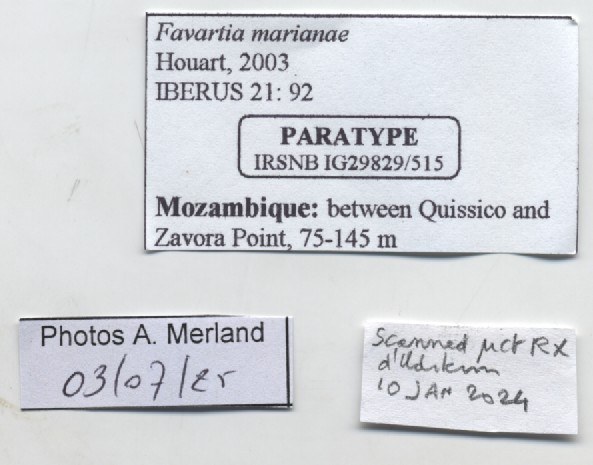 Favartia marianae
Houart, 2003
IBERUS 21: 92
PARATYPE
IRSNB IG29829/515
Mozambique: between Quissico and
Zavora Point, 75-145 m
Photos A. Merland
03/07/
Scanned µct RX
10 JAN 2024